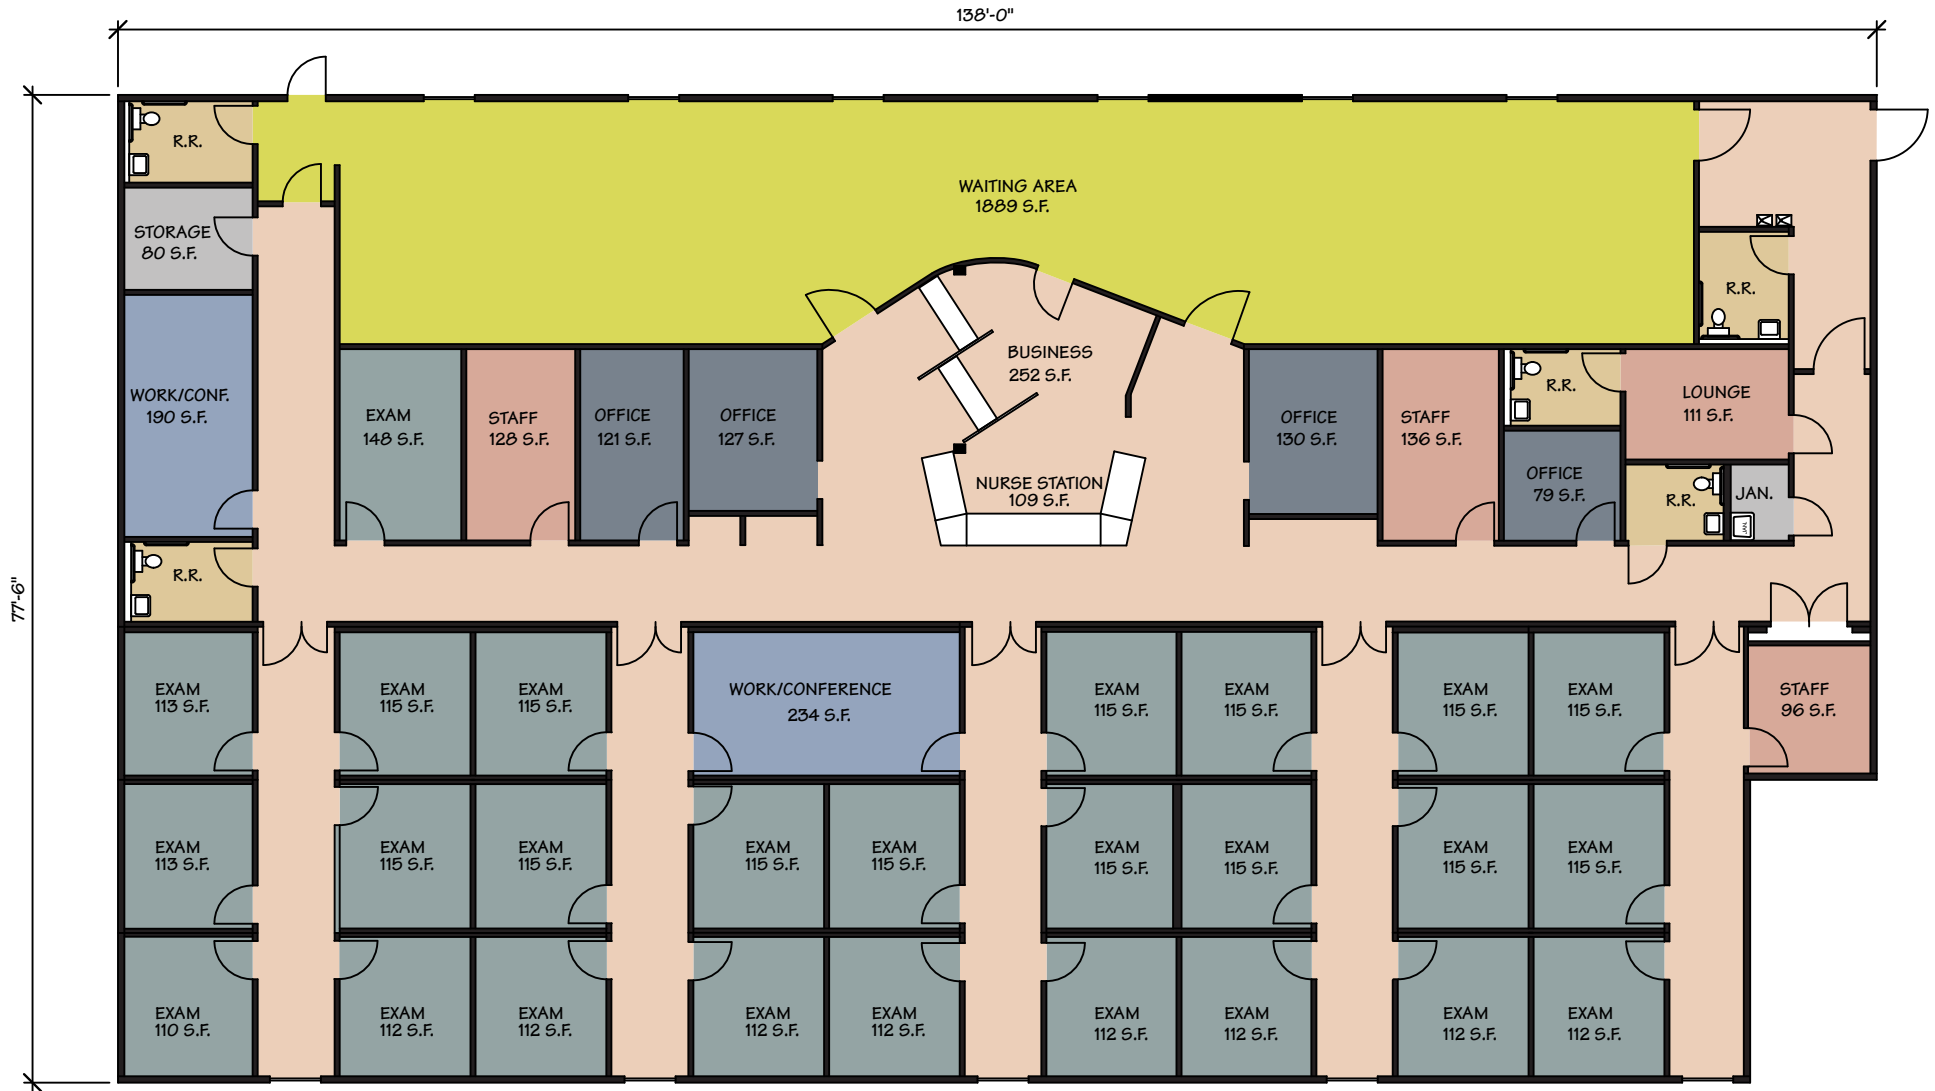 138'-0"
77'-6"
R.R.
WAITING AREA
1889 S.F.
STORAGE
80 S.F.
R.R.
WORK/CONF.
190 S.F.
EXAM
148 S.F.
STAFF
128 S.F.
OFFICE
121 S.F.
OFFICE
127 S.F.
BUSINESS
252 S.F.
NURSE STATION
109 S.F.
OFFICE
130 S.F.
STAFF
136 S.F.
R.R.
LOUNGE
111 S.F.
OFFICE
79 S.F.
R.R.
JAN.
JAN.
R.R.
EXAM
113 S.F.
EXAM
115 S.F.
EXAM
115 S.F.
WORK/CONFERENCE
234 S.F.
EXAM
115 S.F.
EXAM
115 S.F.
EXAM
115 S.F.
EXAM
115 S.F.
STAFF
96 S.F.
EXAM
113 S.F.
EXAM
115 S.F.
EXAM
115 S.F.
EXAM
115 S.F.
EXAM
115 S.F.
EXAM
115 S.F.
EXAM
115 S.F.
EXAM
115 S.F.
EXAM
115 S.F.
EXAM
110 S.F.
EXAM
112 S.F.
EXAM
112 S.F.
EXAM
112 S.F.
EXAM
112 S.F.
EXAM
112 S.F.
EXAM
112 S.F.
EXAM
112 S.F.
EXAM
112 S.F.